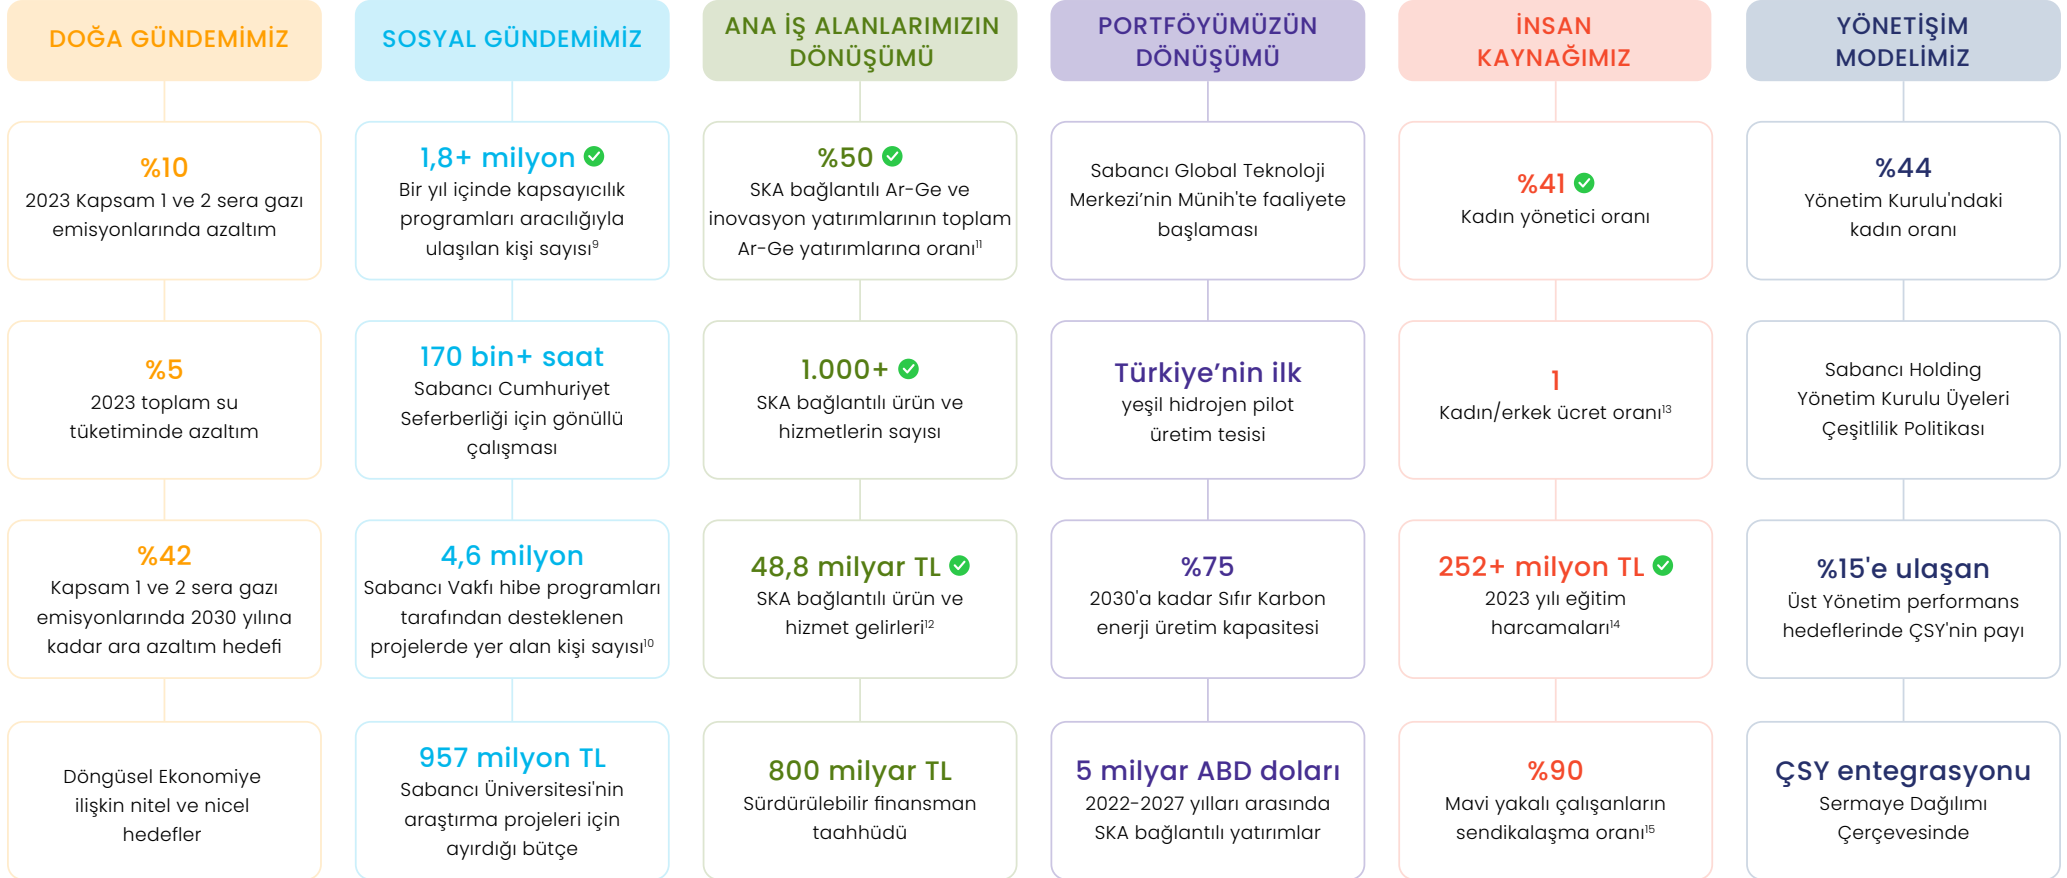 DOĞA GÜNDEMİMİZ
%10
2023 Kapsam 1 ve 2 sera gazı
emisyonlarında azaltım
%5
2023 toplam su
tüketiminde azaltım
%42
Kapsam 1 ve 2 sera gazı
emisyonlarında 2030 yılına
kadar ara azaltım hedefi
Döngüsel Ekonomiye
ilişkin nitel ve nicel
hedefler
SOSYAL GÜNDEMİMİZ
1,8+ milyon
Bir yıl içinde kapsayıcılık
programları aracılığıyla
ulaşılan kişi sayısı⁹
170 bin+ saat
Sabancı Cumhuriyet
Seferberliği için gönüllü
çalışması
4,6 milyon
Sabancı Vakfı hibe programları
tarafından desteklenen
projelerde yer alan kişi sayısı¹⁰
957 milyon TL
Sabancı Üniversitesi'nin
araştırma projeleri için
ayırdığı bütçe
ANA İŞ ALANLARIMIZIN
DÖNÜŞÜMÜ
%50
SKA bağlantılı Ar-Ge ve
inovasyon yatırımlarının toplam
Ar-Ge yatırımlarına oranı¹¹
1.000+
SKA bağlantılı ürün ve
hizmetlerin sayısı
48,8 milyar TL
SKA bağlantılı ürün ve
hizmet gelirleri¹²
800 milyar TL
Sürdürülebilir finansman
taahhüdü
PORTFÖYÜMÜZÜN
DÖNÜŞÜMÜ
Sabancı Global Teknoloji
Merkezi’nin Münih'te faaliyete
başlaması
Türkiye’nin ilk
yeşil hidrojen pilot
üretim tesisi
%75
2030'a kadar Sıfır Karbon
enerji üretim kapasitesi
5 milyar ABD doları
2022-2027 yılları arasında
SKA bağlantılı yatırımlar
İNSAN
KAYNAĞIMIZ
%41
Kadın yönetici oranı
1
Kadın/erkek ücret oranı¹³
252+ milyon TL
2023 yılı eğitim
harcamaları¹⁴
%90
Mavi yakalı çalışanların
sendikalaşma oranı¹⁵
YÖNETİŞİM
MODELİMİZ
%44
Yönetim Kurulu'ndaki
kadın oranı
Sabancı Holding
Yönetim Kurulu Üyeleri
Çeşitlilik Politikası
%15'e ulaşan
Üst Yönetim performans
hedeflerinde ÇSY'nin payı
ÇSY entegrasyonu
Sermaye Dağılımı
Çerçevesinde